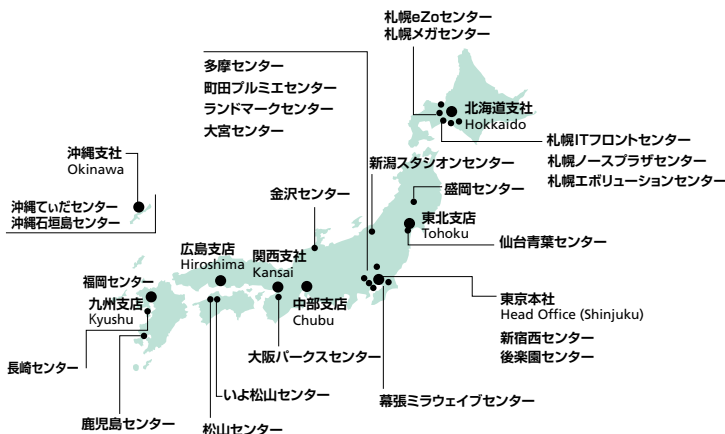 札幌eZoセンター
札幌メガセンター
多摩センター
町田プルミエセンター
ランドマークセンター
大宮センター
北海道支社
Hokkaido
札幌ITフロントセンター
札幌ノースプラザセンター
札幌エボリューションセンター
沖縄支社
Okinawa
新潟スタシオンセンター
金沢センター
盛岡センター
沖縄てぃだセンター
沖縄石垣島センター
東北支店
Tohoku
仙台青葉センター
広島支店
Hiroshima
関西支社
Kansai
福岡センター
九州支店
Kyushu
中部支店
Chubu
東京本社
Head Office (Shinjuku)
新宿西センター
後楽園センター
長崎センター
大阪パークスセンター
いよ松山センター
幕張ミラウェイブセンター
鹿児島センター
松山センター